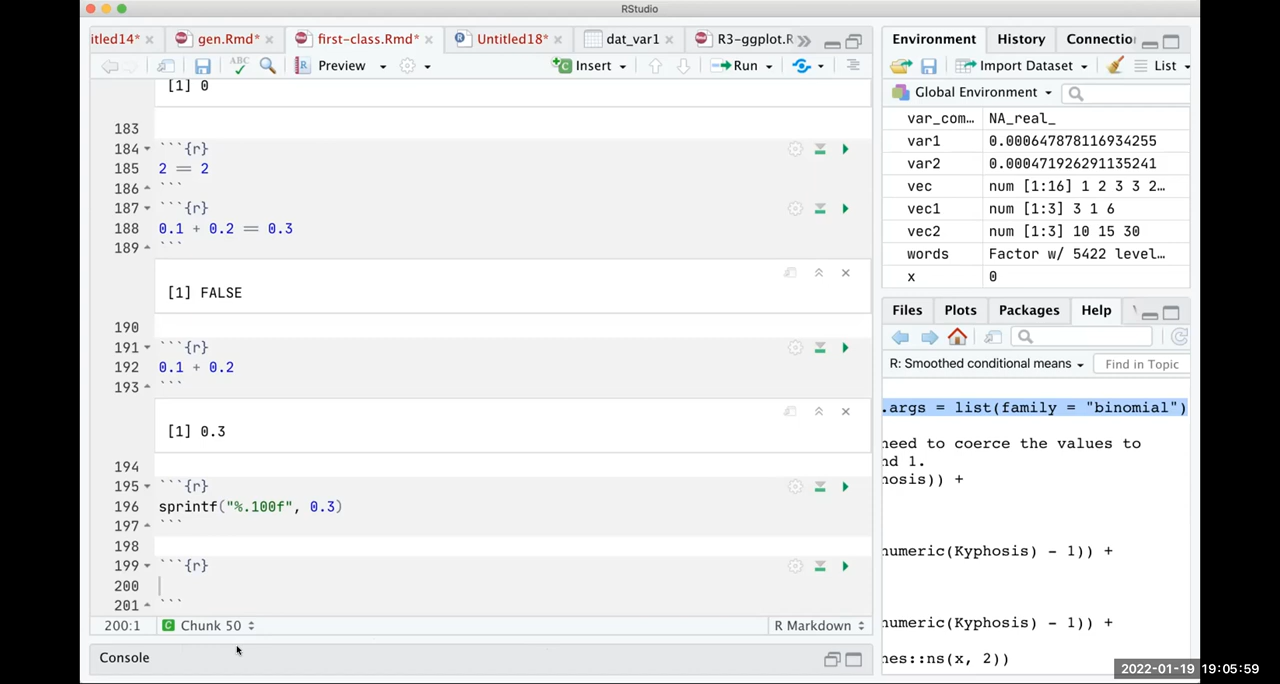 RStudio
itled14* gen.Rmd* first-class.Rmd* Untitled18* dat_var1 R3-ggplot.R
ABC Preview Insert Run
[1] 0
183
184 ```{r}
185 2 == 2
186 ```
187 ```{r}
188 0.1 + 0.2 == 0.3
189 ```
[1] FALSE
190
191 ```{r}
192 0.1 + 0.2
193 ```
[1] 0.3
194
195 ```{r}
196 sprintf("%.100f", 0.3)
197 ```
198
199 ```{r}
200
201 ```
200:1 C Chunk 50 R Markdown
Console
Environment History Connectio
Import Dataset List
Global Environment
var_com… NA_real_
var1 0.000647878116934255
var2 0.000471926291135241
vec num [1:16] 1 2 3 3 2…
vec1 num [1:3] 3 1 6
vec2 num [1:3] 10 15 30
words Factor w/ 5422 level…
x 0
Files Plots Packages Help
R: Smoothed conditional means Find in Topic
.args = list(family = "binomial")
need to coerce the values to
nd 1.
hosis)) +
numeric(Kyphosis) - 1)) +
numeric(Kyphosis) - 1)) +
nes::ns(x, 2))
2022-01-19 19:05:59